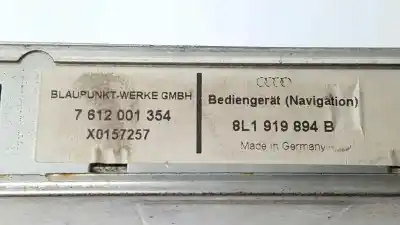 BLAUPUNKT-WERKE GMBH
7 612 001 354
X0157257
Bediengerät (Navigation)
8L1 919 894 B
Made in Germany